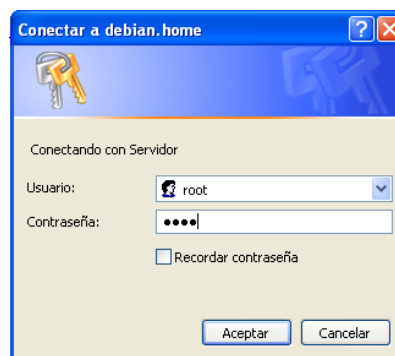 Conectar a debian.home
Conectando con Servidor
Usuario:
root
Contraseña:
••••
Recordar contraseña
Aceptar
Cancelar